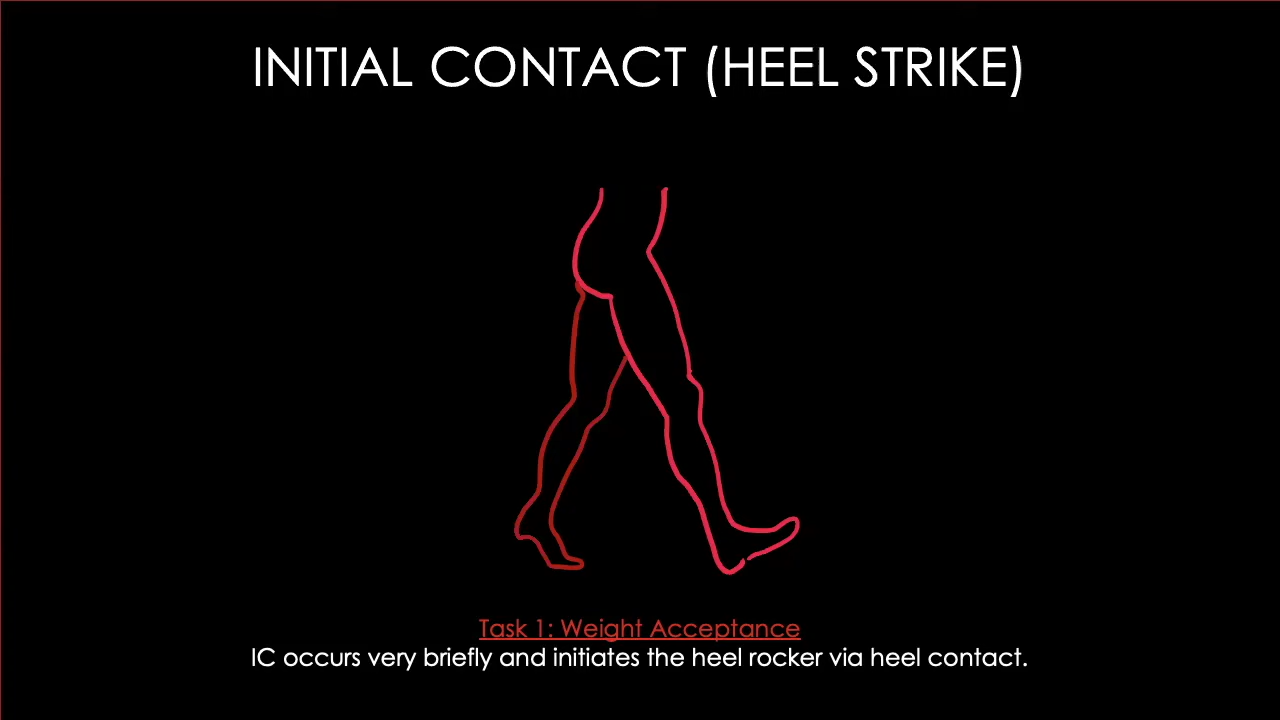 INITIAL CONTACT (HEEL STRIKE)
Task 1: Weight Acceptance
IC occurs very briefly and initiates the heel rocker via heel contact.